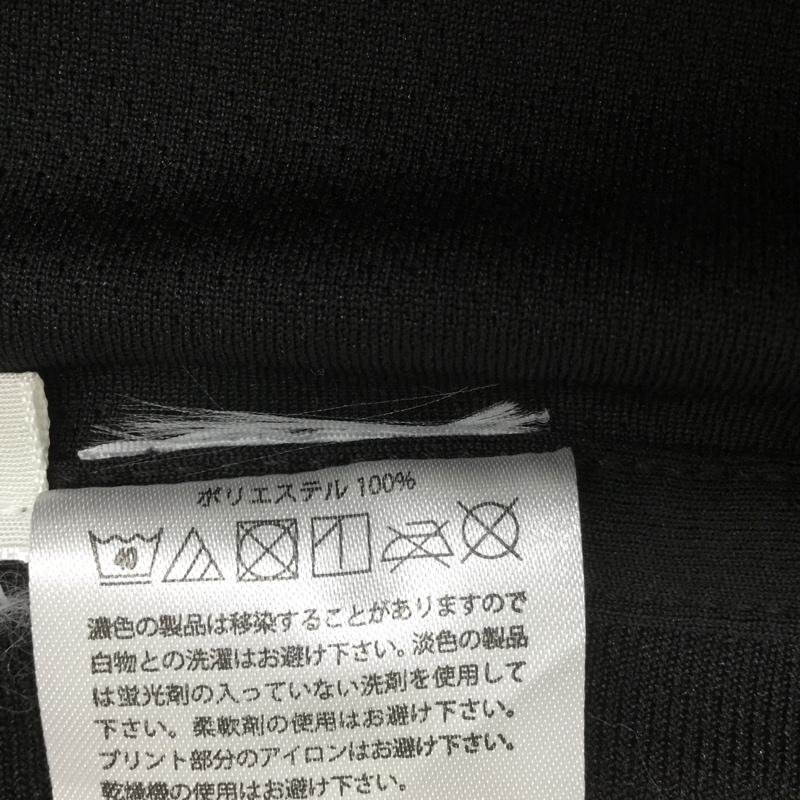 ポリエステル 100%
40
濃色の製品は移染することがありますので
白物との洗濯はお避け下さい。淡色の製品
は蛍光剤の入っていない洗剤を使用して
下さい。柔軟剤の使用はお避け下さい。
プリント部分のアイロンはお避け下さい。
乾燥機の使用はお避け下さい。